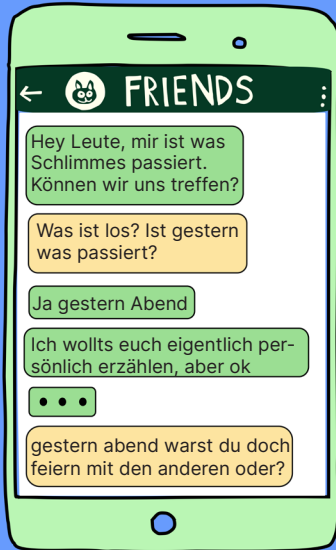 FRIENDS
Hey Leute, mir ist was
Schlimmes passiert.
Können wir uns treffen?
Was ist los? Ist gestern
was passiert?
Ja gestern Abend
Ich wollts euch eigentlich per-
sönlich erzählen, aber ok
• • •
gestern abend warst du doch
feiern mit den anderen oder?